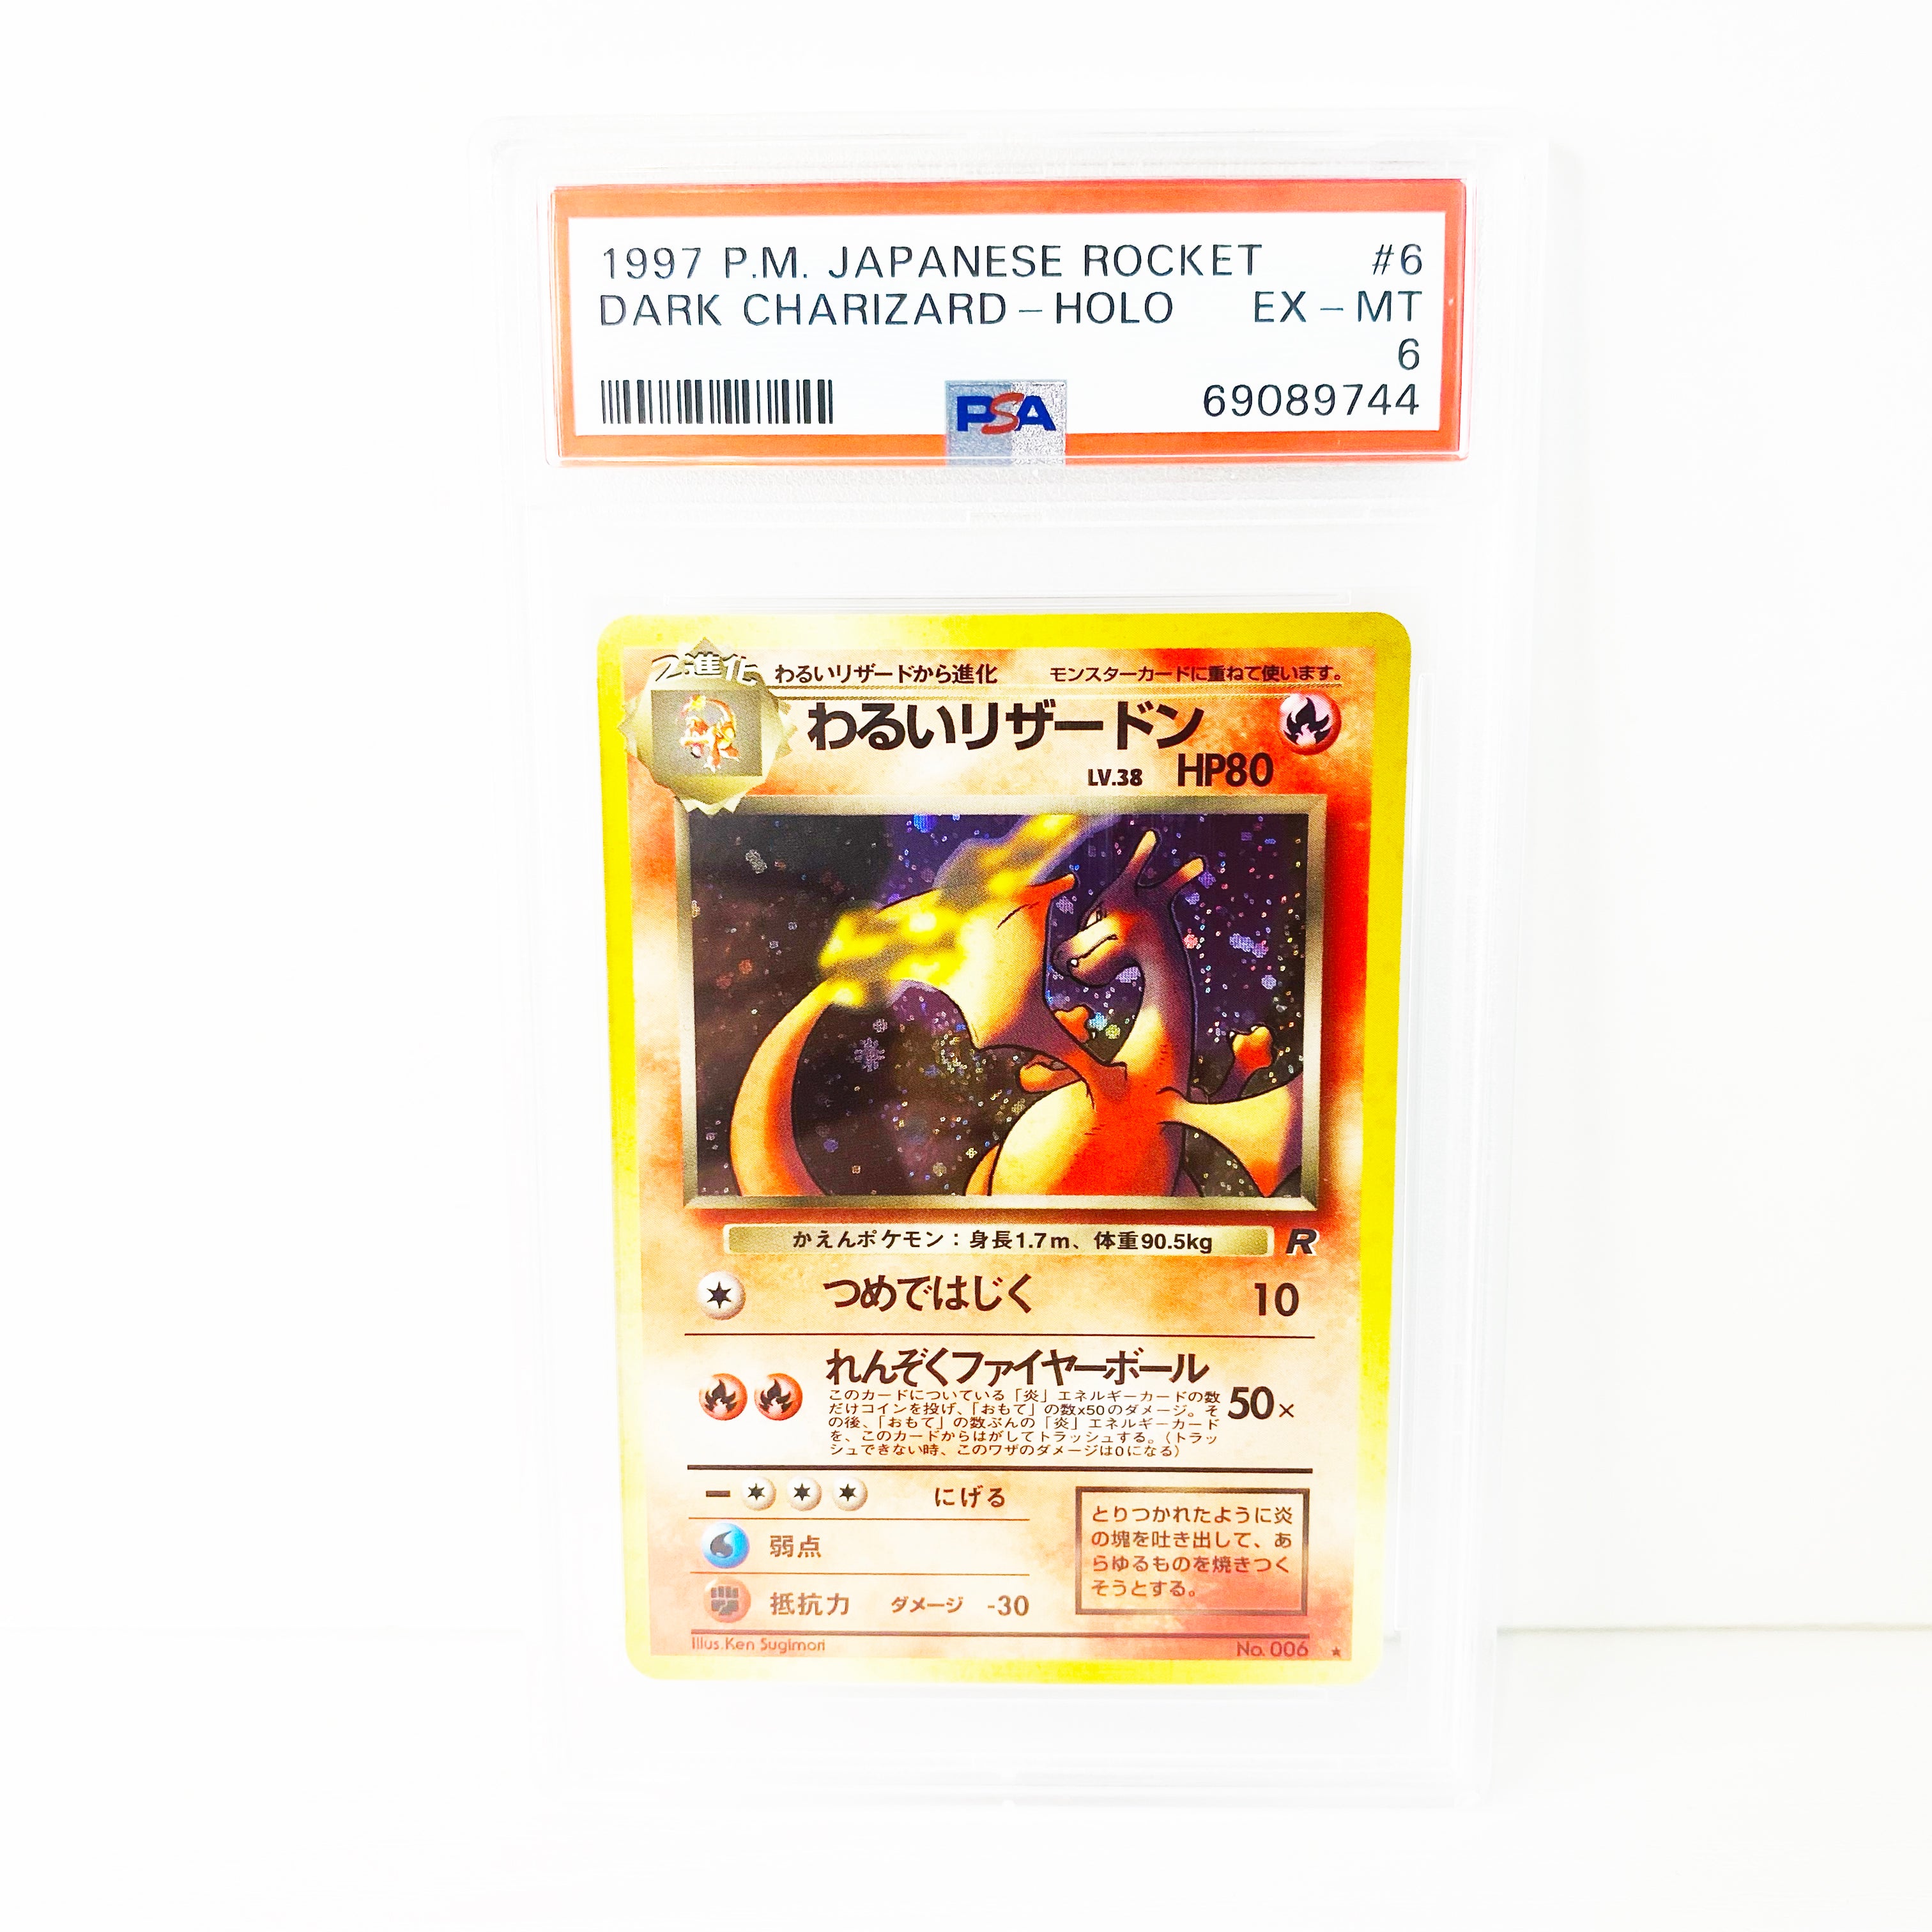 1997 P.M. JAPANESE ROCKET #6
DARK CHARIZARD – HOLO EX – MT
6
PSA 69089744
2進化 わるいリザードから進化 モンスターカードに重ねて使います。
わるいリザードン
LV.38 HP80
かえんポケモン：身長1.7m、体重90.5kg R
つめではじく 10
れんぞくファイヤーボール
このカードについている「炎」エネルギーカードの数
だけコインを投げ、「おもて」の数x50のダメージ。そ
の後、「おもて」の数ぶんの「炎」エネルギーカード
を、このカードからはがしてトラッシュする。（トラッ
シュできない時、このワザのダメージは0になる）
50×
にげる
弱点
抵抗力 ダメージ -30
とりつかれたように炎
の塊を吐き出して、あ
らゆるものを焼きつく
そうとする。
Illus. Ken Sugimori No. 006 ★